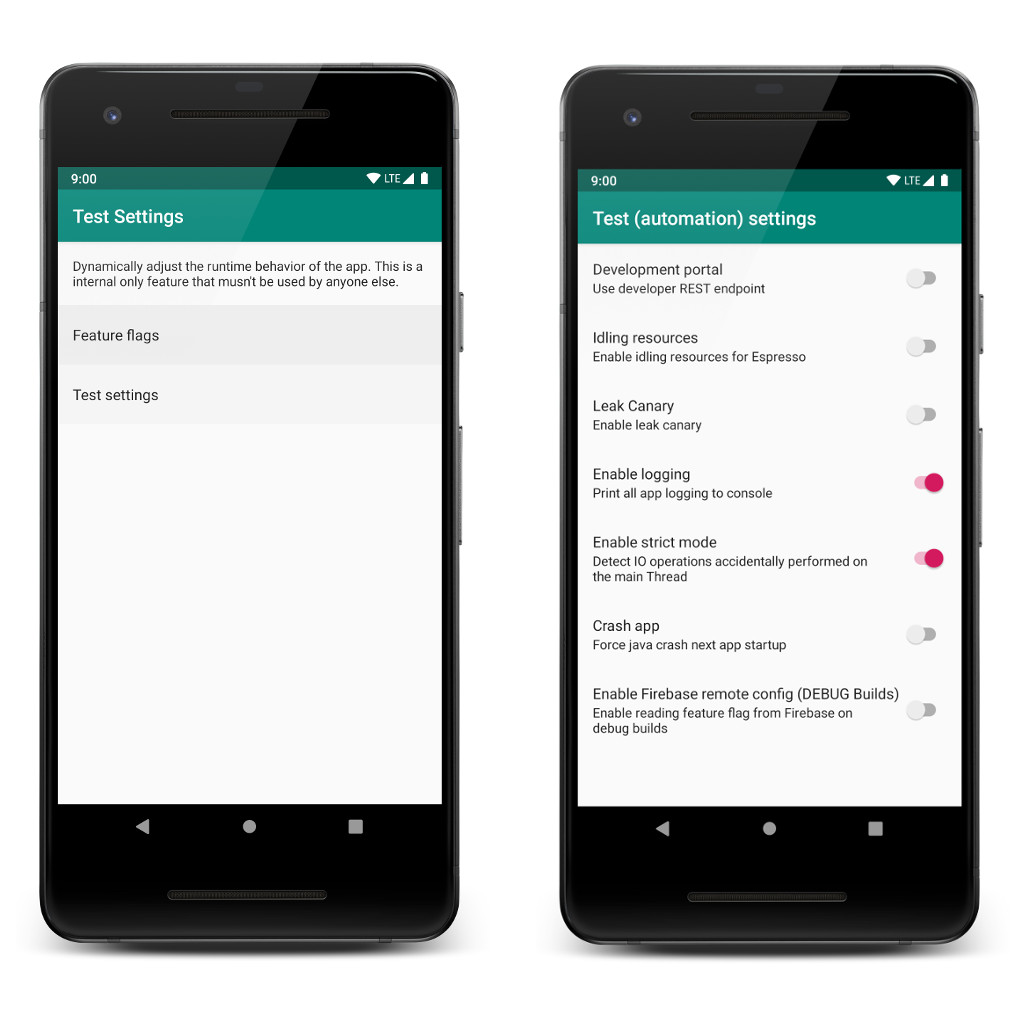 9:00
LTE
Test Settings
Dynamically adjust the runtime behavior of the app. This is a
internal only feature that musn't be used by anyone else.
Feature flags
Test settings
9:00
LTE
Test (automation) settings
Development portal
Use developer REST endpoint
Idling resources
Enable idling resources for Espresso
Leak Canary
Enable leak canary
Enable logging
Print all app logging to console
Enable strict mode
Detect IO operations accidentally performed on
the main Thread
Crash app
Force java crash next app startup
Enable Firebase remote config (DEBUG Builds)
Enable reading feature flag from Firebase on
debug builds